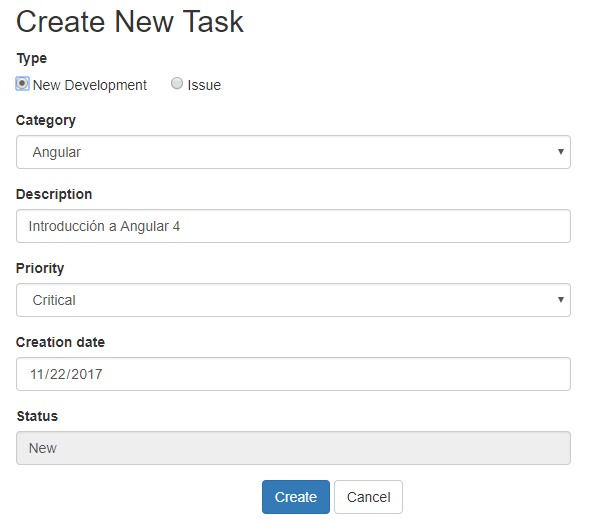 Create New Task
Type
New Development Issue
Category
Angular
Description
Introducción a Angular 4
Priority
Critical
Creation date
11/22/2017
Status
New
Create Cancel